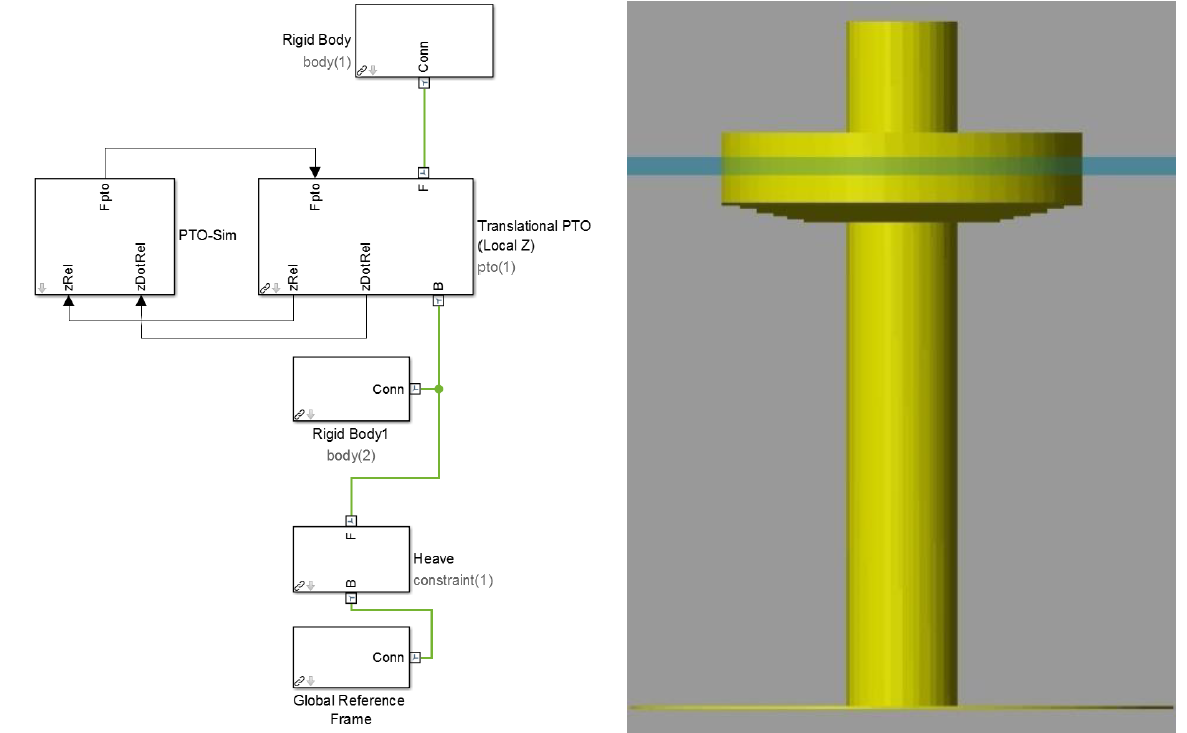 Rigid Body
body(1)
Conn
F
Fpto
Fpto
PTO-Sim
Translational PTO
(Local Z)
pto(1)
zRel
zDotRel
zRel
zDotRel
B
Conn
Rigid Body1
body(2)
F
Heave
constraint(1)
B
Conn
Global Reference
Frame